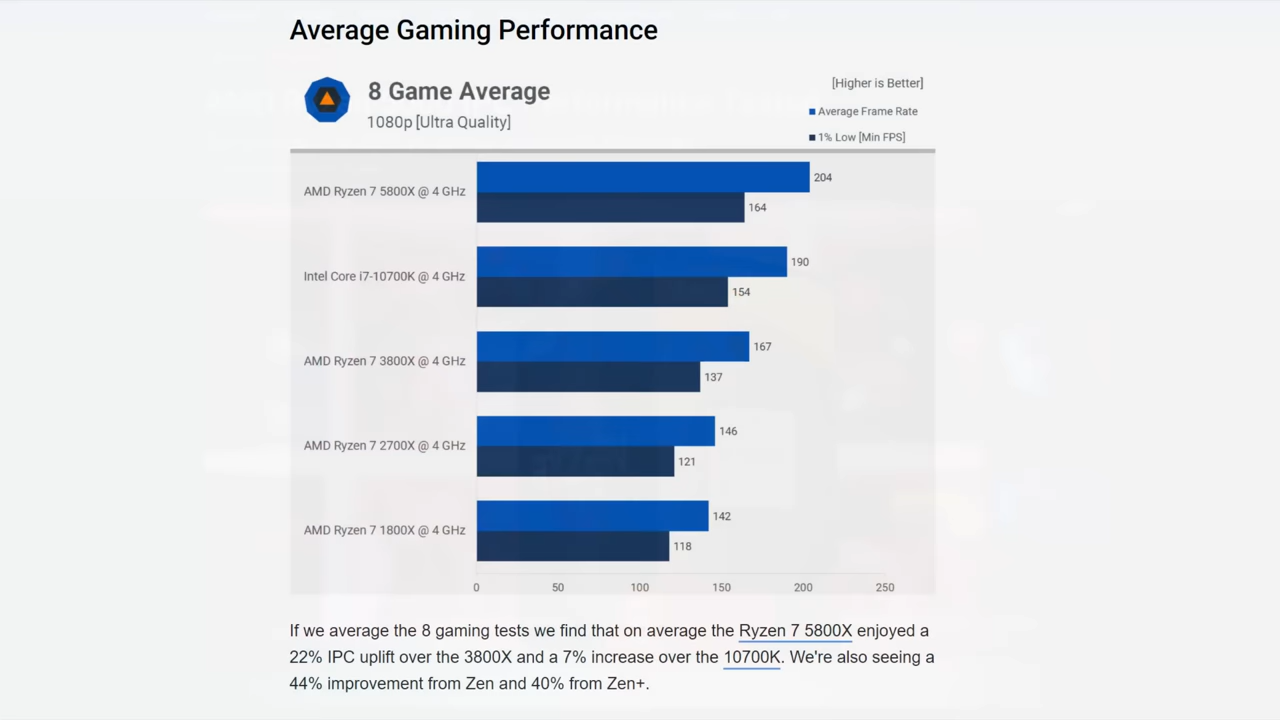 Average Gaming Performance
8 Game Average
1080p [Ultra Quality]
[Higher is Better]
Average Frame Rate
1% Low [Min FPS]
AMD Ryzen 7 5800X @ 4 GHz
204
164
Intel Core i7-10700K @ 4 GHz
190
154
AMD Ryzen 7 3800X @ 4 GHz
167
137
AMD Ryzen 7 2700X @ 4 GHz
146
121
AMD Ryzen 7 1800X @ 4 GHz
142
118
0 50 100 150 200 250
If we average the 8 gaming tests we find that on average the Ryzen 7 5800X enjoyed a
22% IPC uplift over the 3800X and a 7% increase over the 10700K. We're also seeing a
44% improvement from Zen and 40% from Zen+.